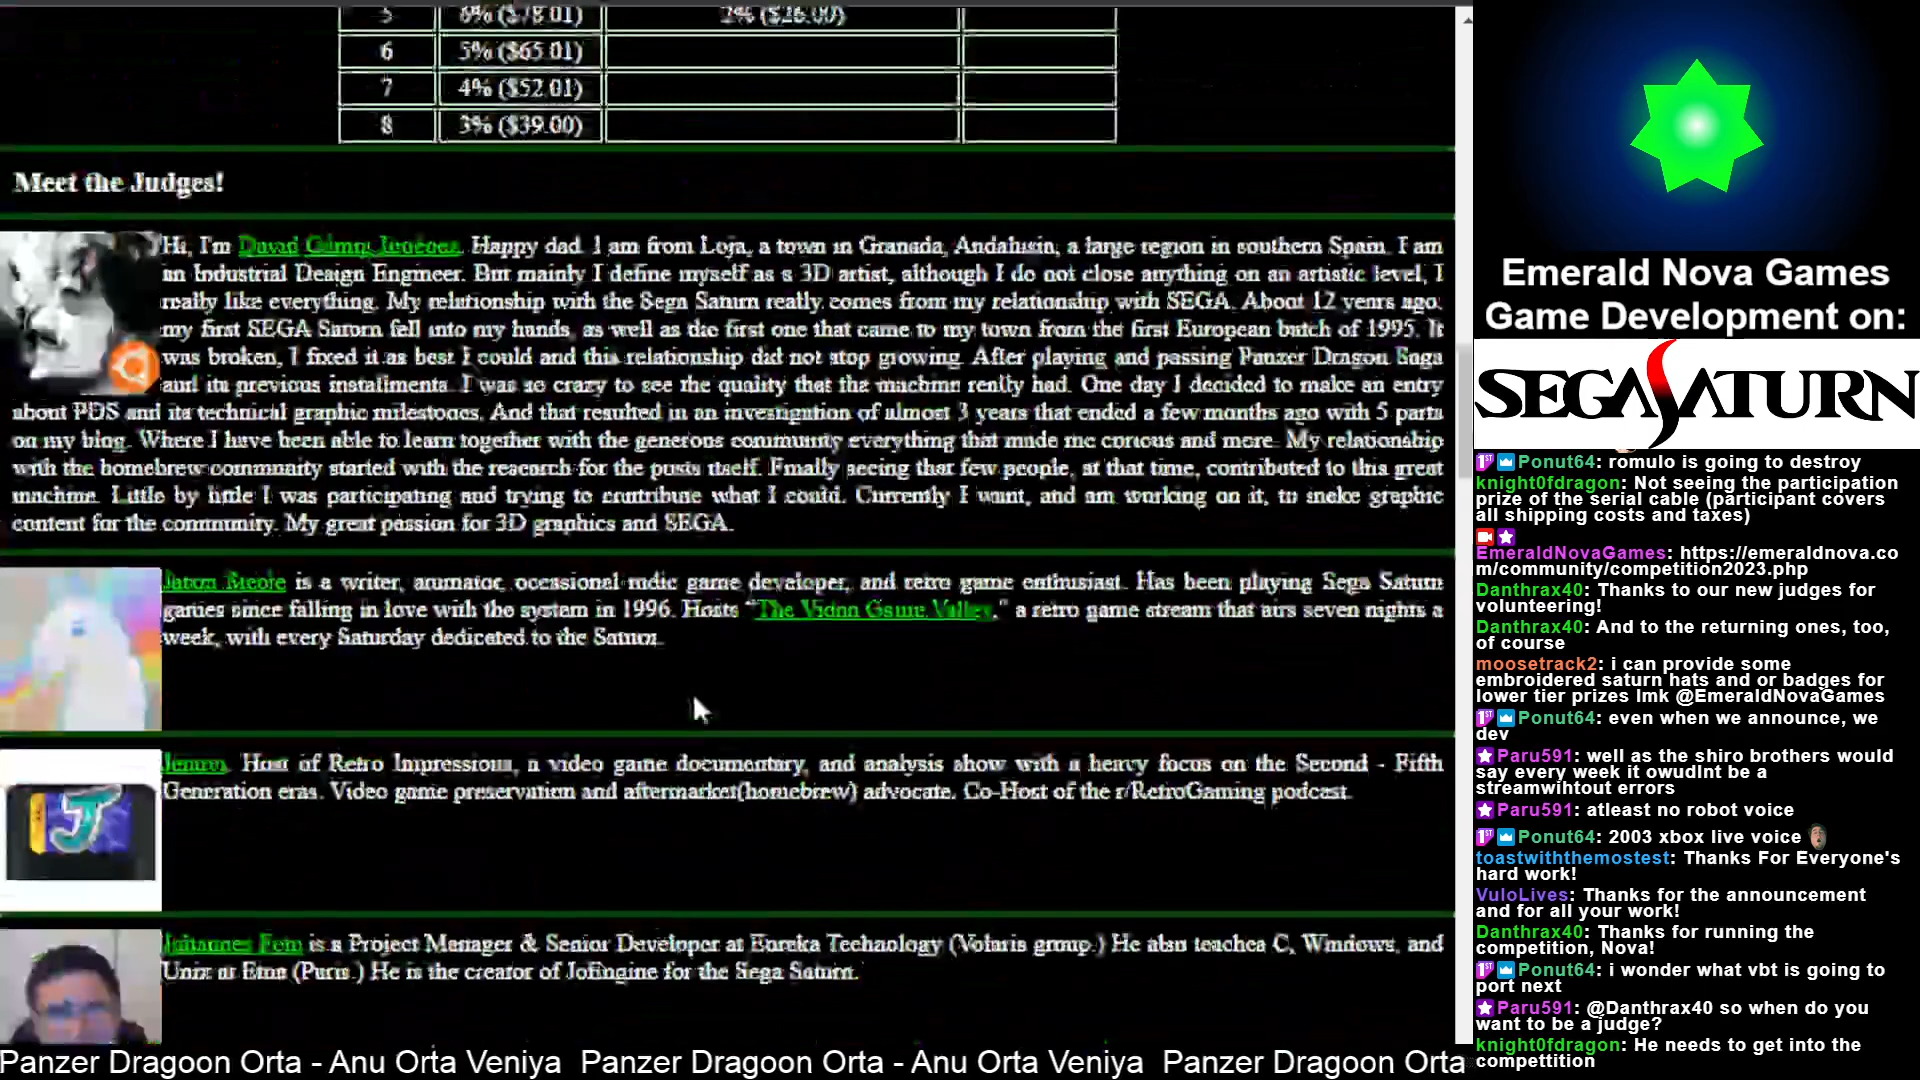 5 6% ($78.01) 2% ($26.00)
6 5% ($65.01)
7 4% ($52.01)
8 3% ($39.00)
Meet the Judges!
Hi, I'm David Gámiz Jiménez. Happy dad. I am from Loja, a town in Granada, Andalusia, a large region in southern Spain. I am
an Industrial Design Engineer. But mainly I define myself as a 3D artist, although I do not close anything on an artistic level, I
really like everything. My relationship with the Sega Saturn really comes from my relationship with SEGA. About 12 years ago,
my first SEGA Saturn fell into my hands, as well as the first one that came to my town from the first European batch of 1995. It
was broken, I fixed it as best I could and this relationship did not stop growing. After playing and passing Panzer Dragon Saga
and its previous installments. I was so crazy to see the quality that the machine really had. One day I decided to make an entry
about PDS and its technical graphic milestones. And that resulted in an investigation of almost 3 years that ended a few months ago with 5 parts
on my blog. Where I have been able to learn together with the generous community everything that made me curious and more. My relationship
with the homebrew community started with the research for the posts itself. Finally seeing that few people, at that time, contributed to this great
machine. Little by little I was participating and trying to contribute what I could. Currently I want, and am working on it, to make graphic
content for the community. My great passion for 3D graphics and SEGA.
is a writer, animator, occasional indie game developer, and retro game enthusiast. Has been playing Sega Saturn
games since falling in love with the system in 1996. Hosts "The Video Game Valley," a retro game stream that airs seven nights a
week, with every Saturday dedicated to the Saturn.
Host of Retro Impressions, a video game documentary, and analysis show with a heavy focus on the Second - Fifth
Generation eras. Video game preservation and aftermarket(homebrew) advocate. Co-Host of the r/RetroGaming podcast.
Johannes Fetz is a Project Manager & Senior Developer at Eureka Technology (Volaris group.) He also teaches C, Windows, and
Unix at Etna (Paris.) He is the creator of JoEngine for the Sega Saturn.
Panzer Dragoon Orta - Anu Orta Veniya Panzer Dragoon Orta - Anu Orta Veniya Panzer Dragoon Orta
Emerald Nova Games
Game Development on:
SEGA SATURN
Ponut64: romulo is going to destroy
knight0fdragon: Not seeing the participation
prize of the serial cable (participant covers
all shipping costs and taxes)
EmeraldNovaGames: https://emeraldnova.co
m/community/competition2023.php
Danthrax40: Thanks to our new judges for
volunteering!
Danthrax40: And to the returning ones, too,
of course
moosetrack2: i can provide some
embroidered saturn hats and or badges for
lower tier prizes lmk @EmeraldNovaGames
Ponut64: even when we announce, we
dev
Paru591: well as the shiro brothers would
say every week it owudlnt be a
streamwihtout errors
Paru591: atleast no robot voice
Ponut64: 2003 xbox live voice
toastwiththemostest: Thanks For Everyone's
hard work!
VuloLives: Thanks for the announcement
and for all your work!
Danthrax40: Thanks for running the
competition, Nova!
Ponut64: i wonder what vbt is going to
port next
Paru591: @Danthrax40 so when do you
want to be a judge?
knight0fdragon: He needs to get into the
compettition